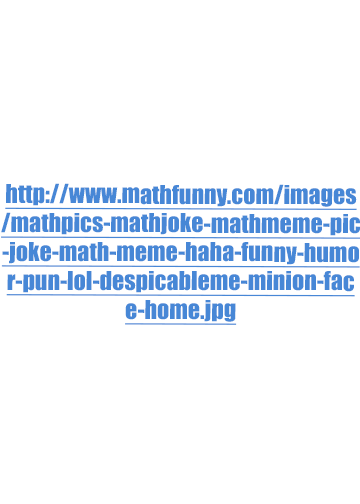 http://www.mathfunny.com/images
/mathpics-mathjoke-mathmeme-pic
-joke-math-meme-haha-funny-humo
r-pun-lol-despicableme-minion-fac
e-home.jpg